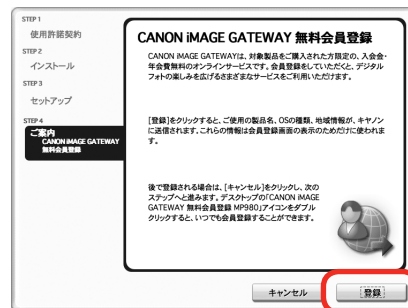 STEP 1
使用許諾契約
STEP 2
インストール
STEP 3
セットアップ
STEP 4
ご案内
CANON iMAGE GATEWAY
無料会員登録
CANON iMAGE GATEWAY 無料会員登録
CANON iMAGE GATEWAYは、対象製品をご購入された方限定の、入会金・
年会費無料のオンラインサービスです。会員登録をしていただくと、デジタル
フォトの楽しみを広げるさまざまなサービスをご利用いただけます。
[登録]をクリックすると、ご使用の製品名、OSの種類、地域情報が、キヤノン
に送信されます。これらの情報は会員登録画面の表示のためだけに使われま
す。
後で登録される場合は、[キャンセル]をクリックし、次の
ステップへと進みます。デスクトップの「CANON iMAGE
GATEWAY 無料会員登録 MP980」アイコンをダブル
クリックすると、いつでも会員登録することができます。
キャンセル
登録